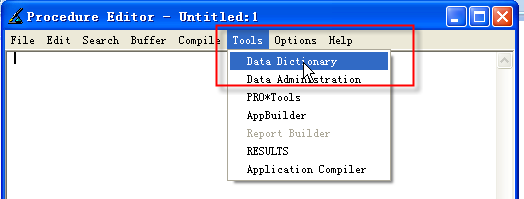 Procedure Editor - Untitled:1
File Edit Search Buffer Compile Tools Options Help
Data Dictionary
Data Administration
PRO*Tools
AppBuilder
Report Builder
RESULTS
Application Compiler